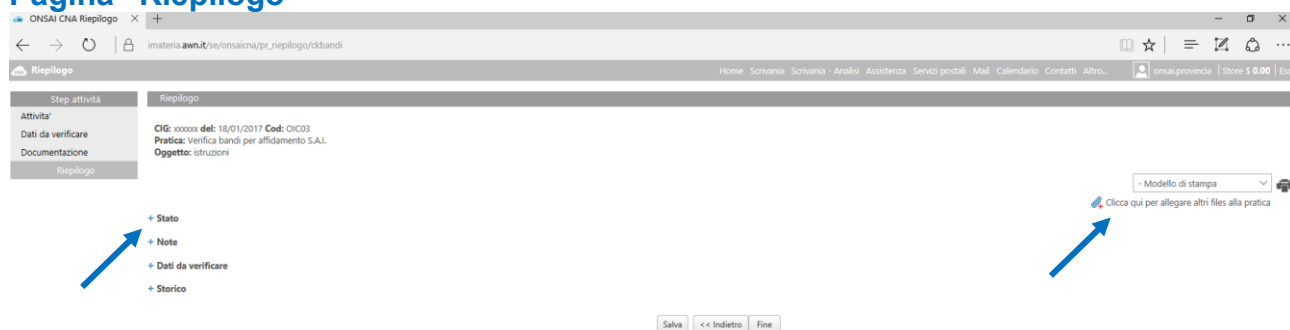 Pagina "Riepilogo"
ONSAI CNA Riepilogo
imateria.awn.it/se/onsaicna/pr_riepilogo/ckbandi
Riepilogo
Home Scrivania Scrivania - Analisi Assistenza Servizi postali Mail Calendario Contatti Altro... onsai.provincia | Store $ 0.00 |
Step attività
Riepilogo
Attivita'
Dati da verificare
Documentazione
Riepilogo
CIG: xxxxxx del: 18/01/2017 Cod: OIC03
Pratica: Verifica bandi per affidamento S.A.I.
Oggetto: istruzioni
- Modello di stampa
Clicca qui per allegare altri files alla pratica
+ Stato
+ Note
+ Dati da verificare
+ Storico
Salva << Indietro Fine